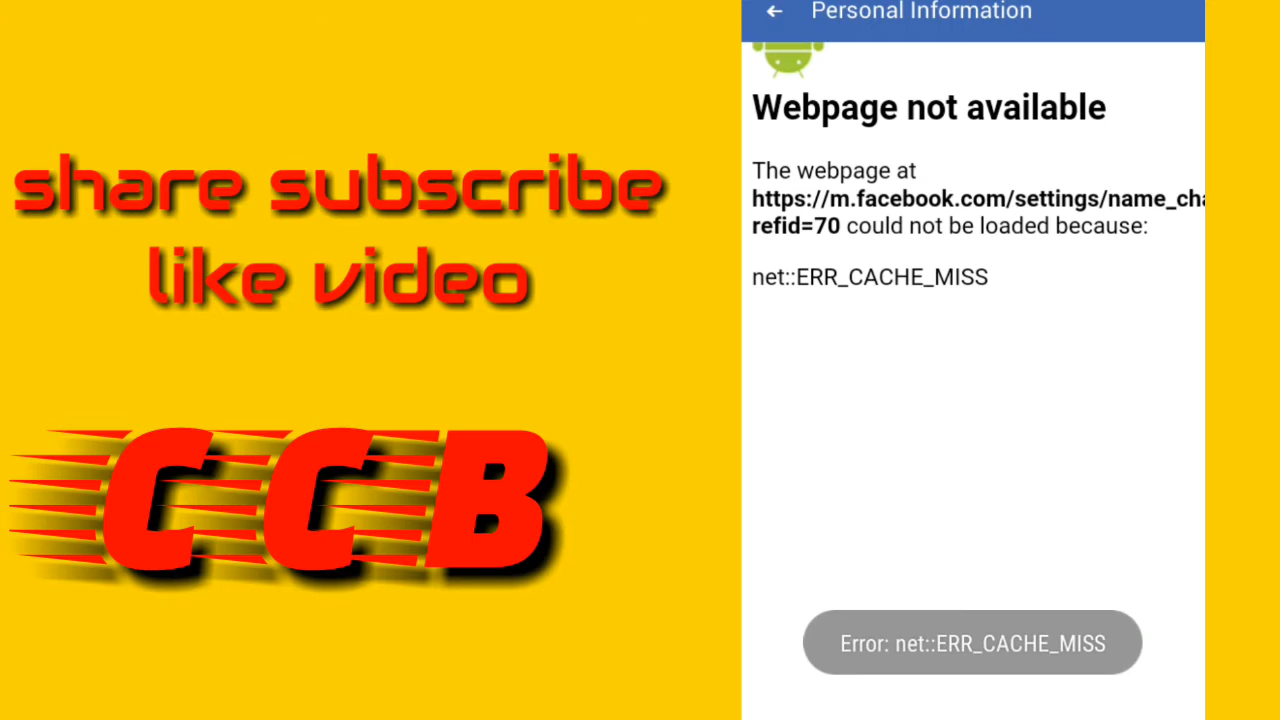 share subscribe
like video
CCB
Personal Information
Webpage not available
The webpage at
https://m.facebook.com/settings/name_cha
refid=70 could not be loaded because:
net::ERR_CACHE_MISS
Error: net::ERR_CACHE_MISS